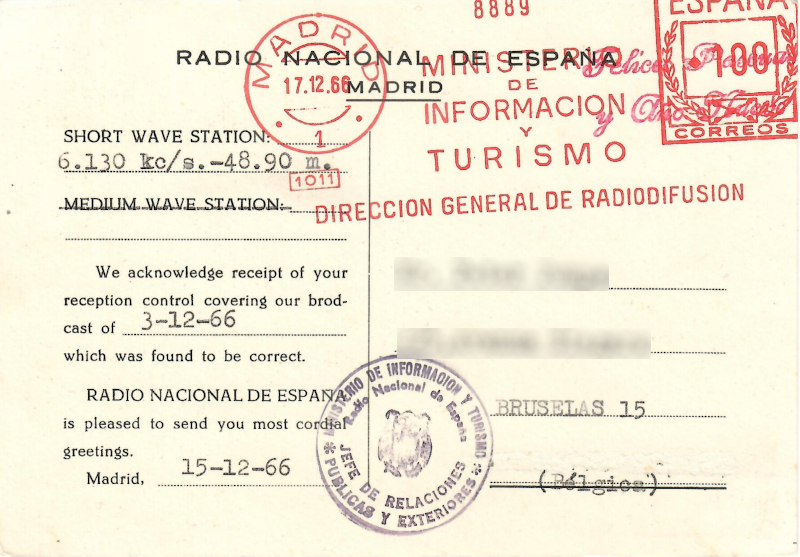 8889
ESPAÑA
100
CORREOS
Felices Pascuas
y Año Nuevo
RADIO NACIONAL DE ESPAÑA
MADRID
MADRID
17.12.66
1
1011
MINISTERIO
DE
INFORMACION
Y
TURISMO
DIRECCION GENERAL DE RADIODIFUSION
SHORT WAVE STATION:
6.130 kc/s.-48.90 m.
MEDIUM WAVE STATION:
We acknowledge receipt of your
reception control covering our brod-
cast of 3-12-66
which was found to be correct.
RADIO NACIONAL DE ESPAÑA
is pleased to send you most cordial
greetings.
Madrid, 15-12-66
MINISTERIO DE INFORMACION Y TURISMO
Radio Nacional de España
JEFE DE RELACIONES
PUBLICAS Y EXTERIORES
BRUSELAS 15
(Bélgica)